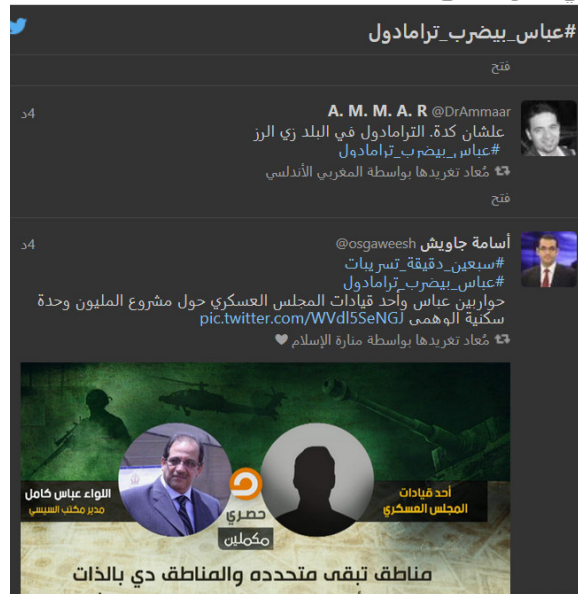 #عباس_بيضرب_ترامادول
فتح
A. M. M. A. R @DrAmmaar
4د
علشان كدة. الترامادول في البلد زي الرز
#عباس_بيضرب_ترامادول
مُعاد تغريدها بواسطة المغربي الأندلسي
فتح
أسامة جاويش @osgaweesh
4د
#سبعين_دقيقة_تسريبات
#عباس_بيضرب_ترامادول
حواربين عباس وأحد قيادات المجلس العسكري حول مشروع المليون وحدة
سكنية الوهمى pic.twitter.com/WVdl5SeNGJ
مُعاد تغريدها بواسطة منارة الإسلام ♥
أحد قيادات
المجلس العسكري
اللواء عباس كامل
مدير مكتب السيسي
حصري
مكملين
مناطق تبقى متحدده والمناطق دي بالذات